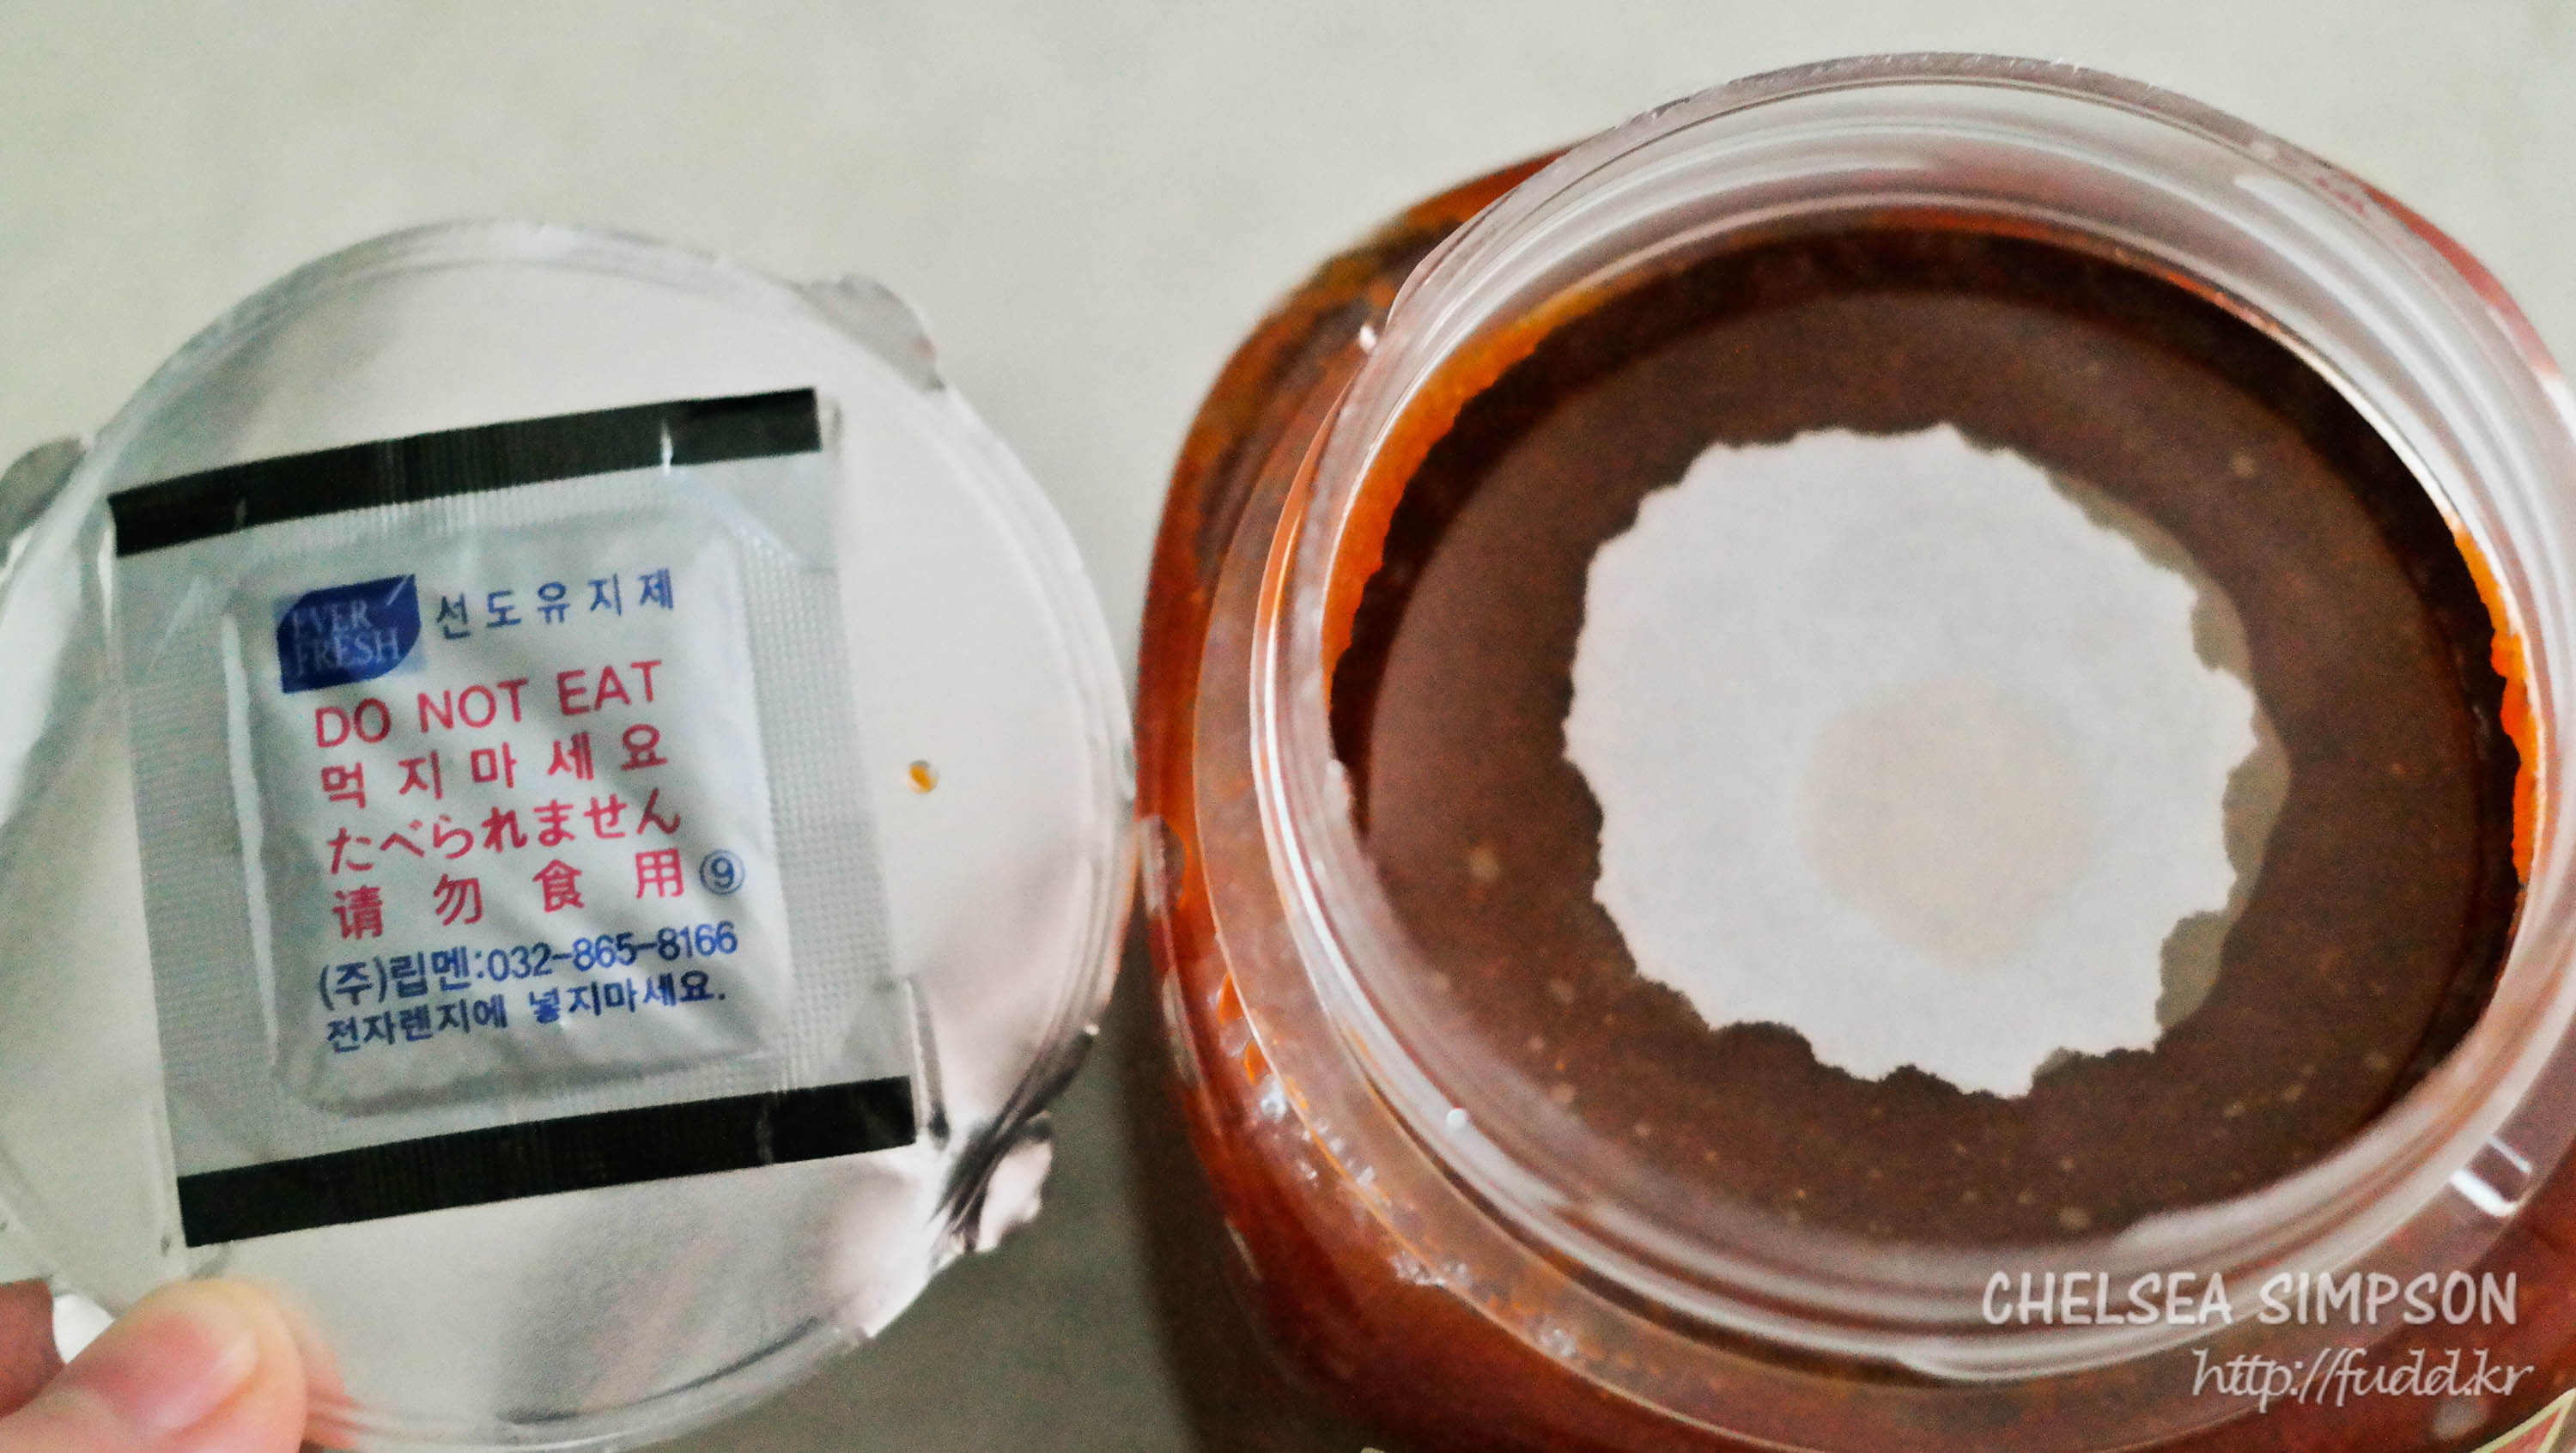 EVER
FRESH
선도유지제
DO NOT EAT
먹지마세요
たべられません
请勿食用⑨
(주)립멘:032-865-8166
전자렌지에 넣지마세요.
CHELSEA SIMPSON
http://fudd.kr